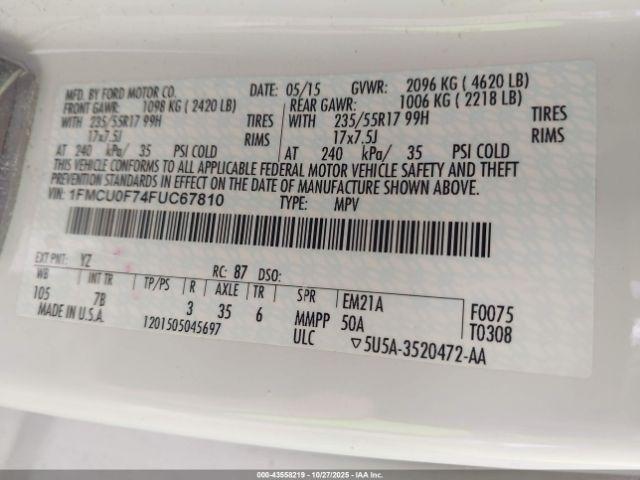 MFD. BY FORD MOTOR CO. DATE: 05/15 GVWR: 2096 KG ( 4620 LB)
FRONT GAWR: 1098 KG ( 2420 LB) REAR GAWR: 1006 KG ( 2218 LB)
WITH 235/55R17 99H TIRES WITH 235/55R17 99H TIRES
17x7.5J RIMS 17x7.5J RIMS
AT 240 kPa/ 35 PSI COLD AT 240 kPa/ 35 PSI COLD
THIS VEHICLE CONFORMS TO ALL APPLICABLE FEDERAL MOTOR VEHICLE SAFETY AND THEFT
PREVENTION STANDARDS IN EFFECT ON THE DATE OF MANUFACTURE SHOWN ABOVE.
VIN: 1FMCU0F74FUC67810 TYPE: MPV
EXT PNT: YZ RC: 87 DSO:
WB INT TR TP/PS R AXLE TR SPR EM21A F0075
105 7B 3 35 6 MMPP 50A T0308
MADE IN U.S.A. 1201505045697 ULC ▽5U5A-3520472-AA
000-43558219 | 10/27/2025 | IAA, Inc.